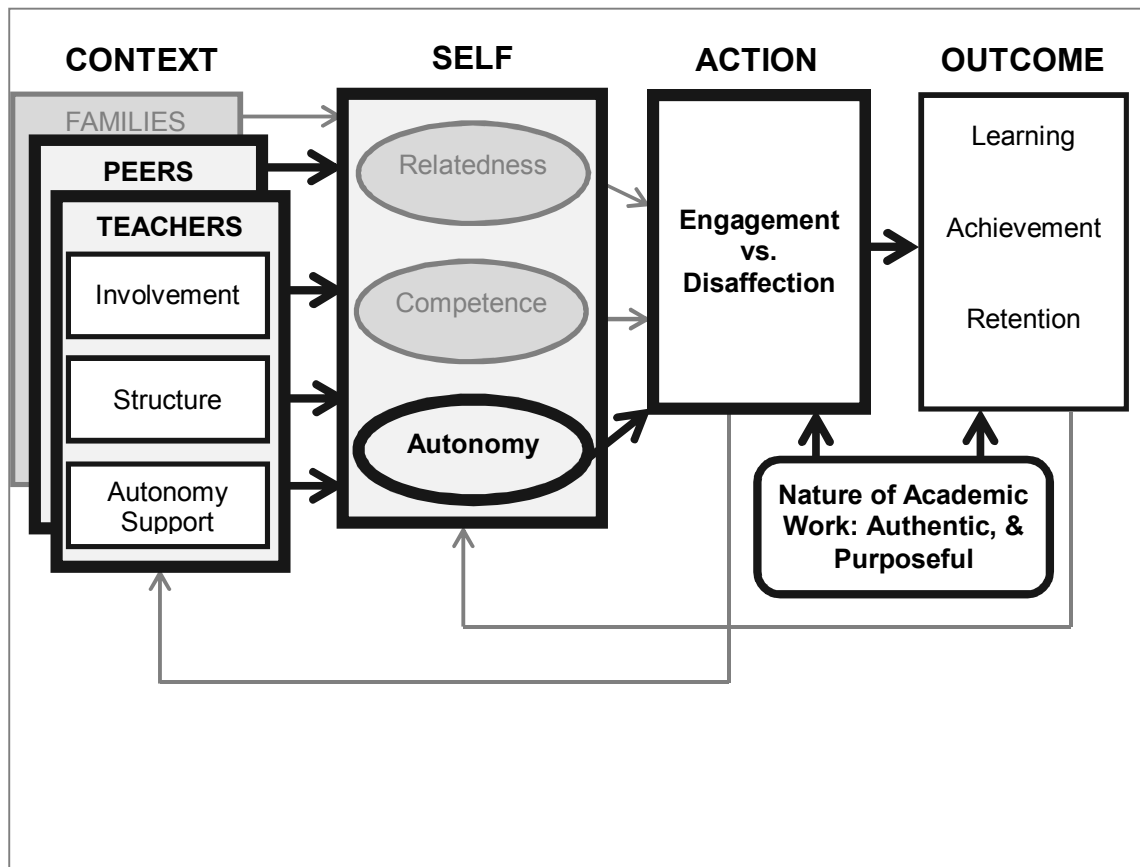 CONTEXT
SELF
ACTION
OUTCOME
FAMILIES
PEERS
TEACHERS
Involvement
Structure
Autonomy
Support
Relatedness
Competence
Autonomy
Engagement
vs.
Disaffection
Learning
Achievement
Retention
Nature of Academic
Work: Authentic, &
Purposeful